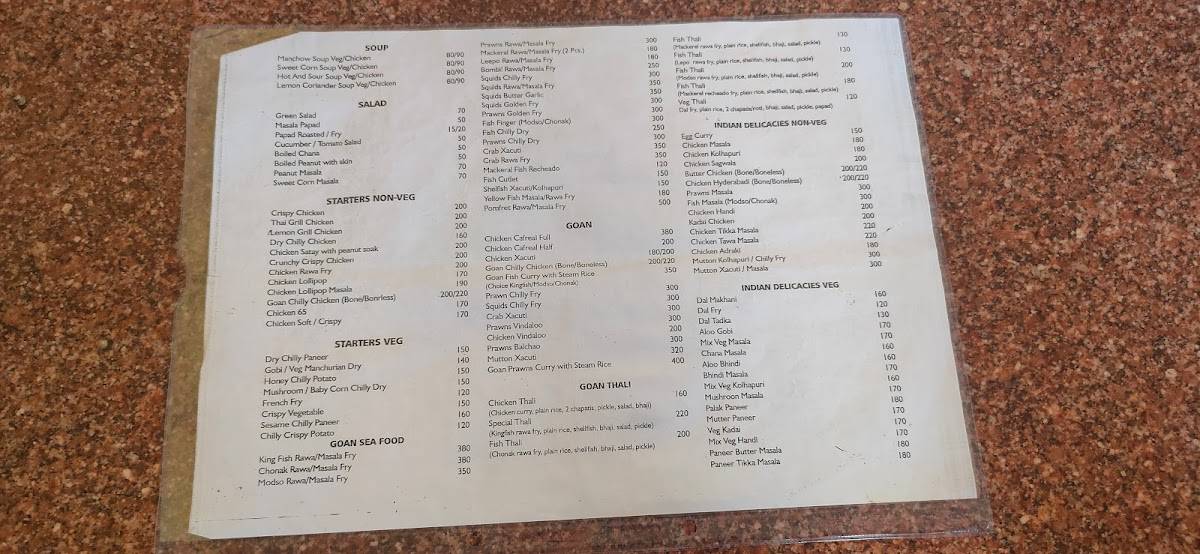 SOUP
Manchow Soup Veg/Chicken 80/90
Sweet Corn Soup Veg/Chicken 80/90
Hot And Sour Soup Veg/Chicken 80/90
Lemon Coriander Soup Veg/Chicken 80/90
SALAD
Green Salad 70
Masala Papad 50
Papad Roasted / Fry 15/20
Cucumber / Tomato Salad 50
Boiled Chana 50
Boiled Peanut with skin 50
Peanut Masala 70
Sweet Corn Masala 70
STARTERS NON-VEG
Crispy Chicken 200
Thai Grill Chicken 200
/Lemon Grill Chicken 200
Dry Chilly Chicken 160
Chicken Satay with peanut soak 200
Crunchy Crispy Chicken 200
Chicken Rawa Fry 200
Chicken Lollipop 170
Chicken Lollipop Masala 190
Goan Chilly Chicken (Bone/Bonrless) 200/220
Chicken 65 170
Chicken Soft / Crispy 170
STARTERS VEG
Dry Chilly Paneer 150
Gobi / Veg Manchurian Dry 140
Honey Chilly Potato 150
Mushroom / Baby Corn Chilly Dry 150
French Fry 120
Crispy Vegetable 150
Sesame Chilly Paneer 160
Chilly Crispy Potato 120
GOAN SEA FOOD
King Fish Rawa/Masala Fry 380
Chonak Rawa/Masala Fry 380
Modso Rawa/Masala Fry 350
Prawns Rawa/Masala Fry 300
Mackeral Rawa/Masala Fry (2 Pcs.) 180
Leepo Rawa/Masala Fry 180
Bombil Rawa/Masala Fry 250
Squids Chilly Fry 300
Squids Rawa/Masala Fry 350
Squids Butter Garlic 350
Squids Golden Fry 300
Prawns Golden Fry 300
Fish Finger (Modso/Chonak) 300
Fish Chilly Dry 250
Prawns Chilly Dry 300
Crab Xacuti 350
Crab Rawa Fry 350
Mackeral Fish Recheado 120
Fish Cutlet 150
Shelfish Xacuti/Kolhapuri 150
Yellow Fish Masala/Rawa Fry 180
Pomfret Rawa/Masala Fry 500
GOAN
Chicken Cafreal Full 380
Chicken Cafreal Half 200
Chicken Xacuti 180/200
Goan Chilly Chicken (Bone/Boneless) 200/220
Goan Fish Curry with Steam Rice 350
(Choice Kingfish/Modso/Chonak)
Prawn Chilly Fry 300
Squids Chilly Fry 300
Crab Xacuti 300
Prawns Vindaloo 300
Chicken Vindaloo 200
Prawns Balchao 300
Mutton Xacuti 320
Goan Prawns Curry with Steam Rice 400
GOAN THALI
Chicken Thali 160
(Chicken curry, plain rice, 2 chapatis, pickle, salad, bhaji)
Special Thali 220
(Kingfish rawa fry, plain rice, shellfish, bhaji, salad, pickle)
Fish Thali 200
(Chonak rawa fry, plain rice, shellfish, bhaji, salad, pickle)
Fish Thali 130
(Mackeral rawa fry, plain rice, shellfish, bhaji, salad, pickle)
Fish Thali 130
(Lepo rawa fry, plain rice, shellfish, bhaji, salad, pickle)
Fish Thali 200
(Modso rawa fry, plain rice, shellfish, bhaji, salad, pickle)
Fish Thali 180
(Mackeral recheado fry, plain rice, shellfish, bhaji, salad, pickle)
Veg Thali 120
Dal fry, plain rice, 2 chapatis/roti, bhaji, salad, pickle, papad)
INDIAN DELICACIES NON-VEG
Egg Curry 150
Chicken Masala 180
Chicken Kolhapuri 180
Chicken Sagwala 200
Butter Chicken (Bone/Boneless) 200/220
Chicken Hyderabadi (Bone/Boneless) 200/220
Prawns Masala 300
Fish Masala (Modso/Chonak) 300
Chicken Handi 200
Kadai Chicken 200
Chicken Tikka Masala 220
Chicken Tawa Masala 220
Chicken Adraki 180
Mutton Kolhapuri / Chilly Fry 300
Mutton Xacuti / Masala 300
INDIAN DELICACIES VEG
Dal Makhani 160
Dal Fry 120
Dal Tadka 130
Aloo Gobi 170
Mix Veg Masala 170
Chana Masala 160
Aloo Bhindi 160
Bhindi Masala 170
Mix Veg Kolhapuri 160
Mushroom Masala 170
Palak Paneer 180
Mutter Paneer 170
Veg Kadai 170
Mix Veg Handi 170
Paneer Butter Masala 180
Paneer Tikka Masala 180